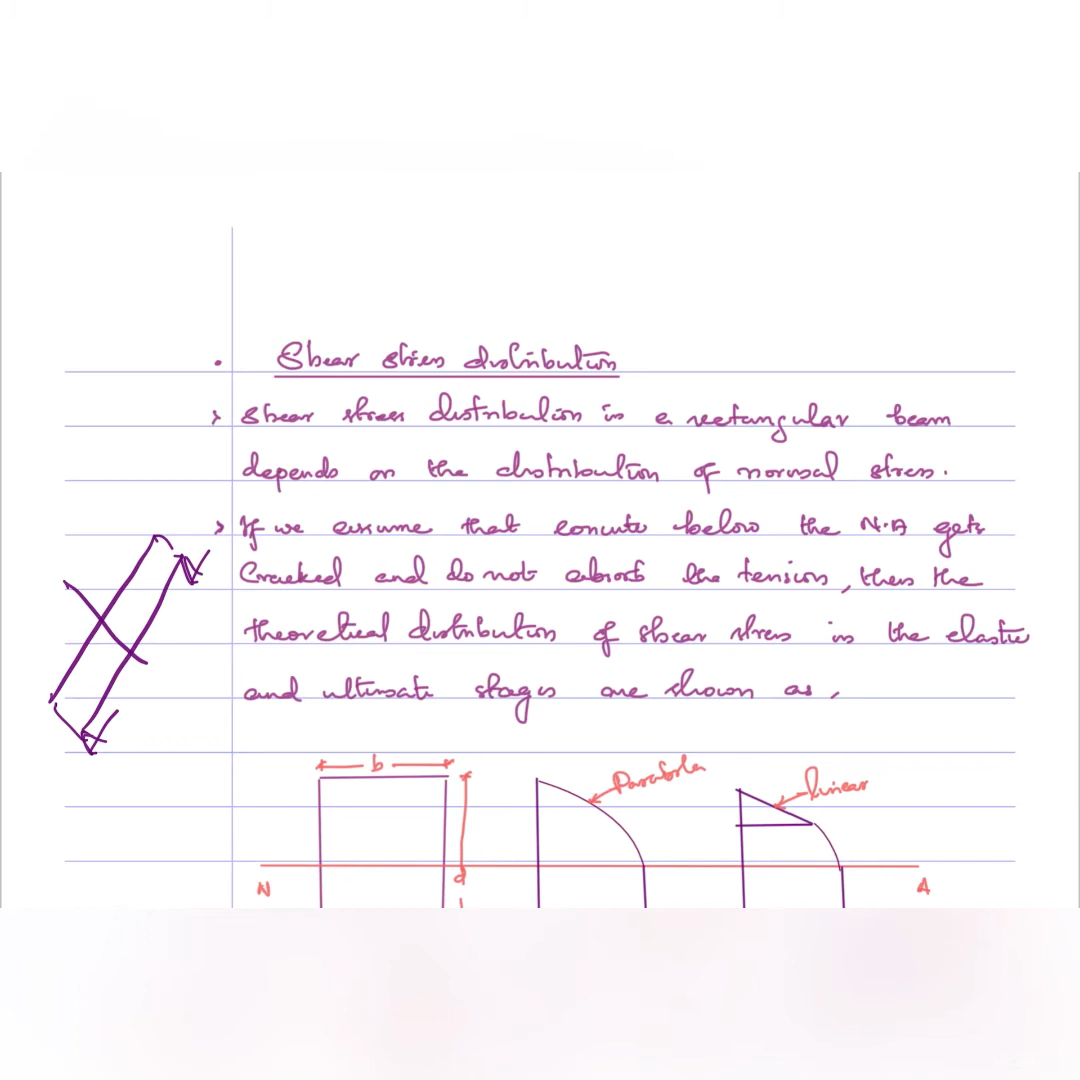 Shear stress distribution
Shear stress distribution in a rectangular beam
depends on the distribution of normal stress.
If we assume that concrete below the N.A gets
Cracked and do not absorb the tension, then the
theoretical distribution of shear stress in the elastic
and ultimate stages are shown as,
b
Parabola
linear
d
N
A